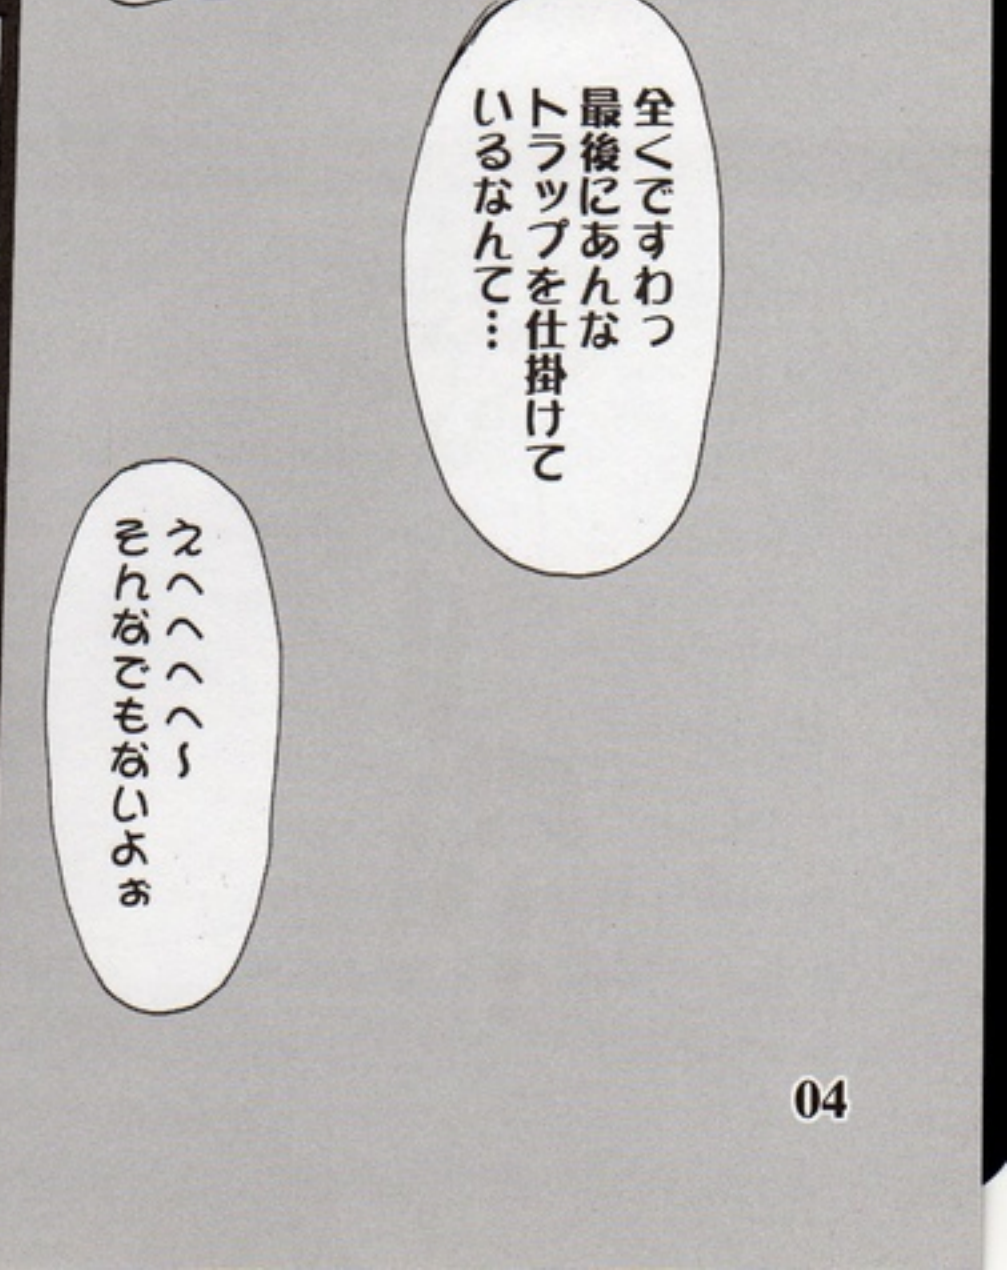 全くですわっ
最後にあんな
トラップを仕掛けて
いるなんて…
えへへへへ～
そんなでもないよぉ
04